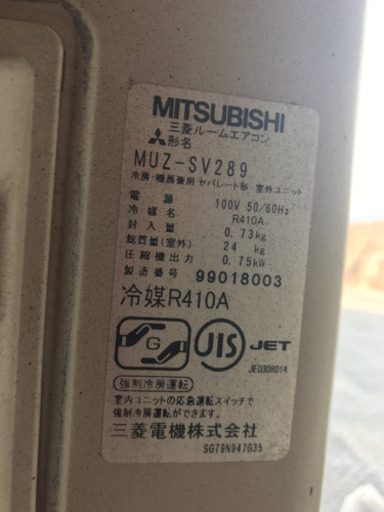 MITSUBISHI
三菱ルームエアコン
形名
MUZ-SV289
冷房・暖房兼用 セパレート形 室外ユニット
電源 100V 50/60Hz
冷媒名 R410A
封入量 0.73kg
総質量(室外) 24 kg
圧縮機出力 0.75kW
製造番号 99018003
冷媒R410A
G
JIS JET
JE0308014
強制冷房運転
室内ユニットの応急運転スイッチで
強制冷房運転ができます。
三菱電機株式会社
SG79N947G35